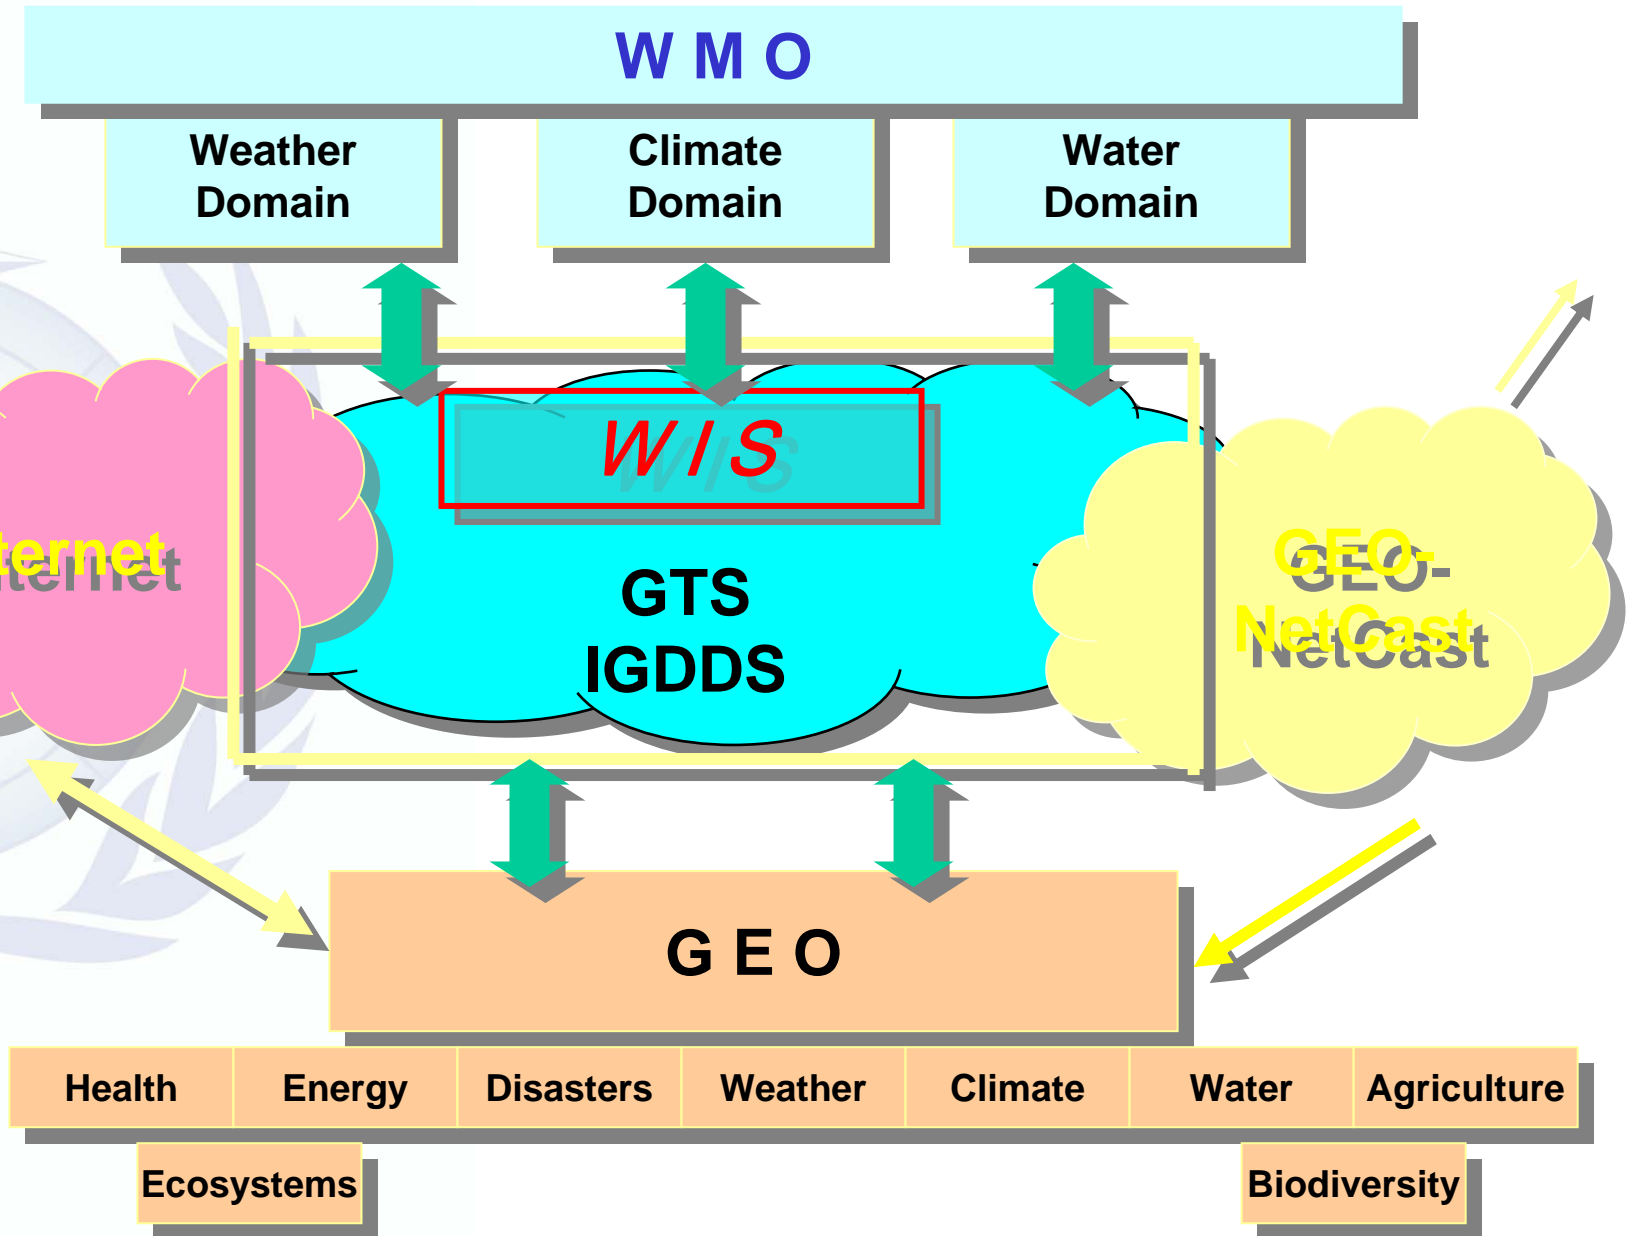 W M O
Weather
Domain
Climate
Domain
Water
Domain
W I S
GTS
IGDDS
ternet
GEO-
NetCast
G E O
Health
Energy
Disasters
Weather
Climate
Water
Agriculture
Ecosystems
Biodiversity